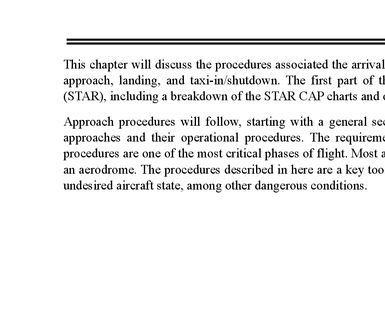 This chapter will discuss the procedures associated the arrival
approach, landing, and taxi-in/shutdown. The first part of th
(STAR), including a breakdown of the STAR CAP charts and
Approach procedures will follow, starting with a general se
approaches and their operational procedures. The requireme
procedures are one of the most critical phases of flight. Most a
an aerodrome. The procedures described in here are a key too
undesired aircraft state, among other dangerous conditions.